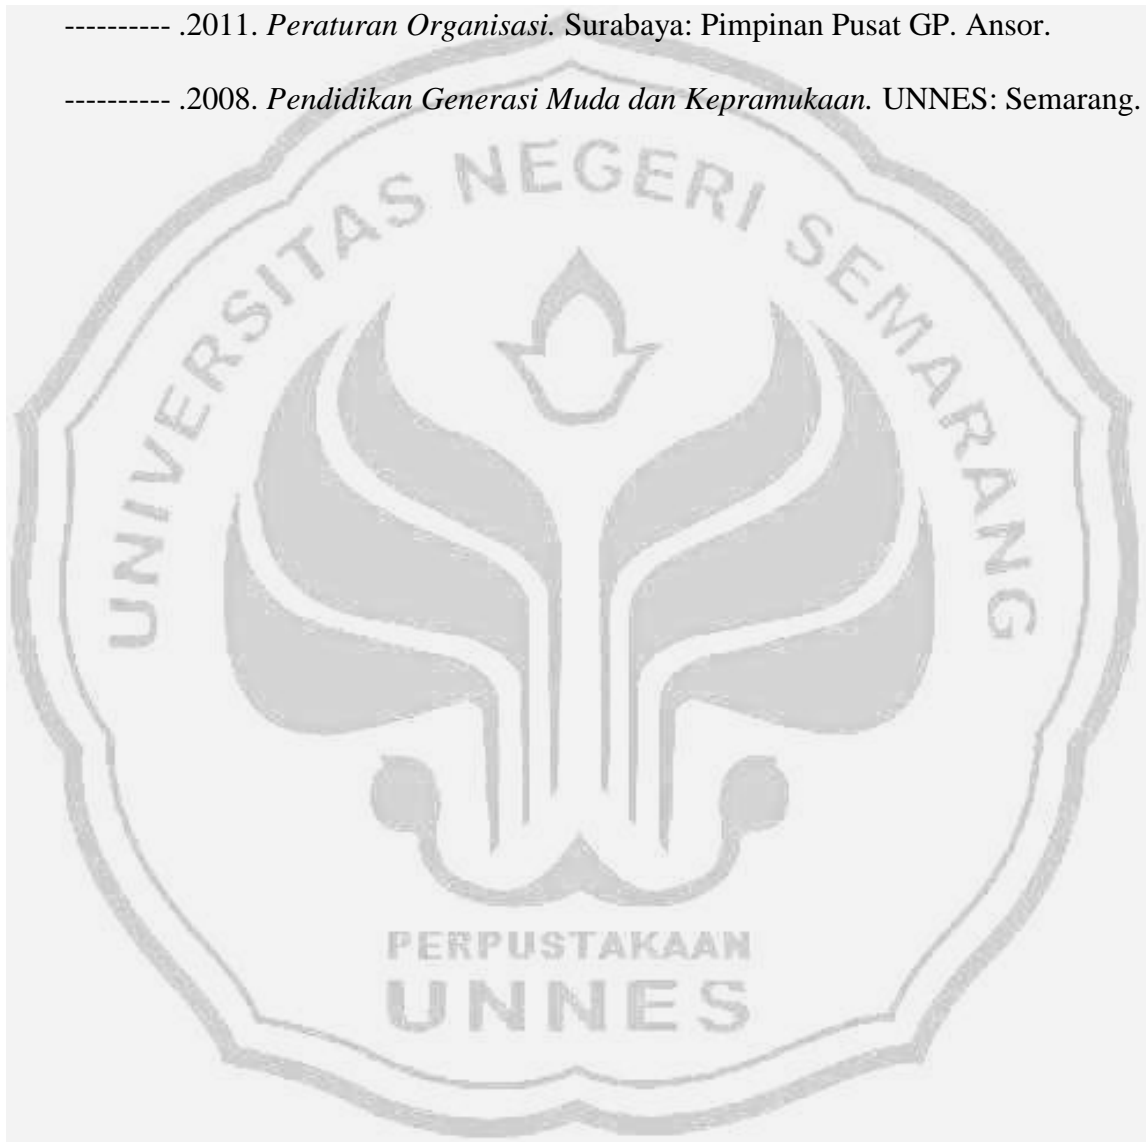 ---------- .2011. Peraturan Organisasi. Surabaya: Pimpinan Pusat GP. Ansor.
---------- .2008. Pendidikan Generasi Muda dan Kepramukaan. UNNES: Semarang.
UNIVERSITAS NEGERI SEMARANG
PERPUSTAKAAN
UNNES